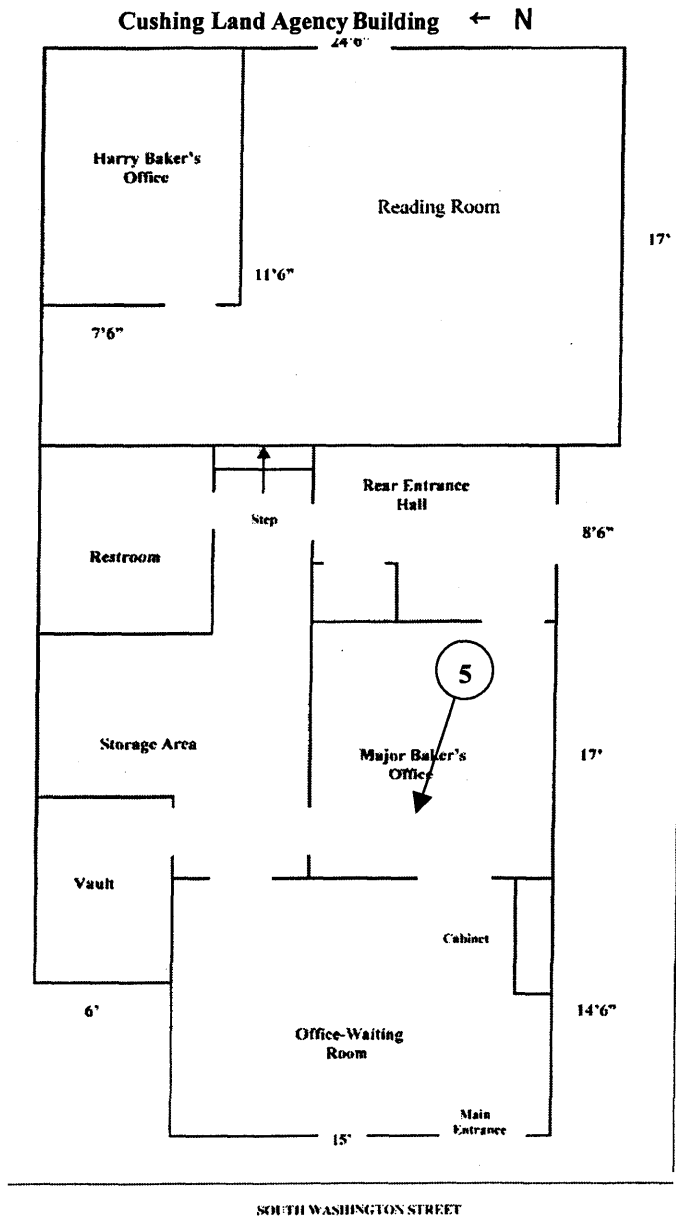 Cushing Land Agency Building ← N
24'6"
Harry Baker's
Office
Reading Room
17'
11'6"
7'6"
Rear Entrance
Hall
Step
8'6"
Restroom
5
Storage Area
Major Baker's
Office
17'
Vault
Cabinet
6'
14'6"
Office-Waiting
Room
Main
Entrance
15'
SOUTH WASHINGTON STREET